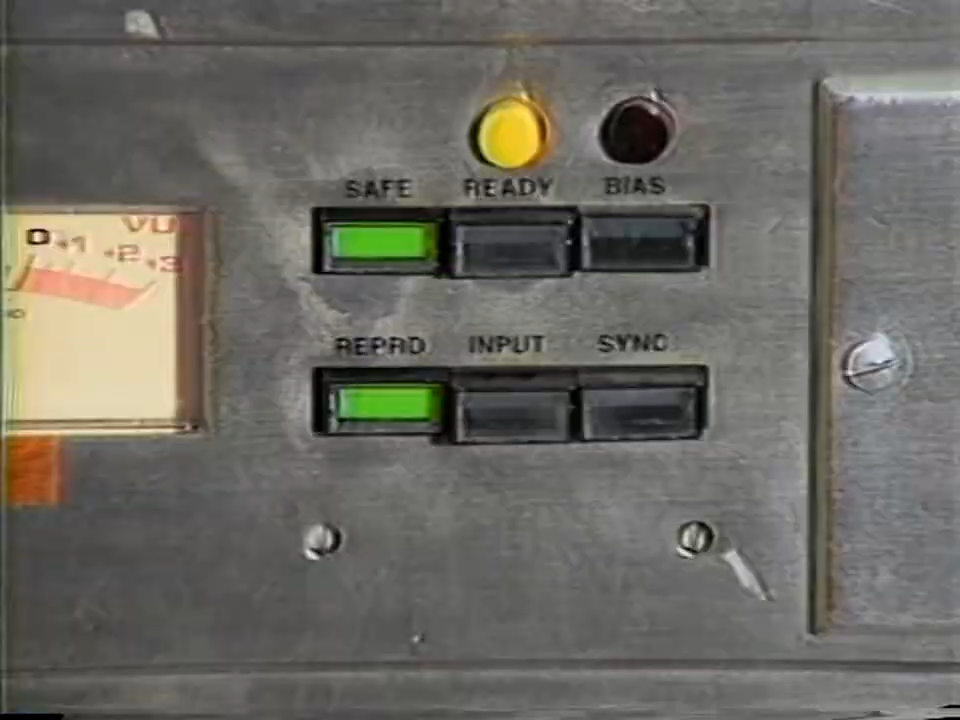 SAFE READY BIAS
VU
0 +1 +2 +3
REPRO INPUT SYNC